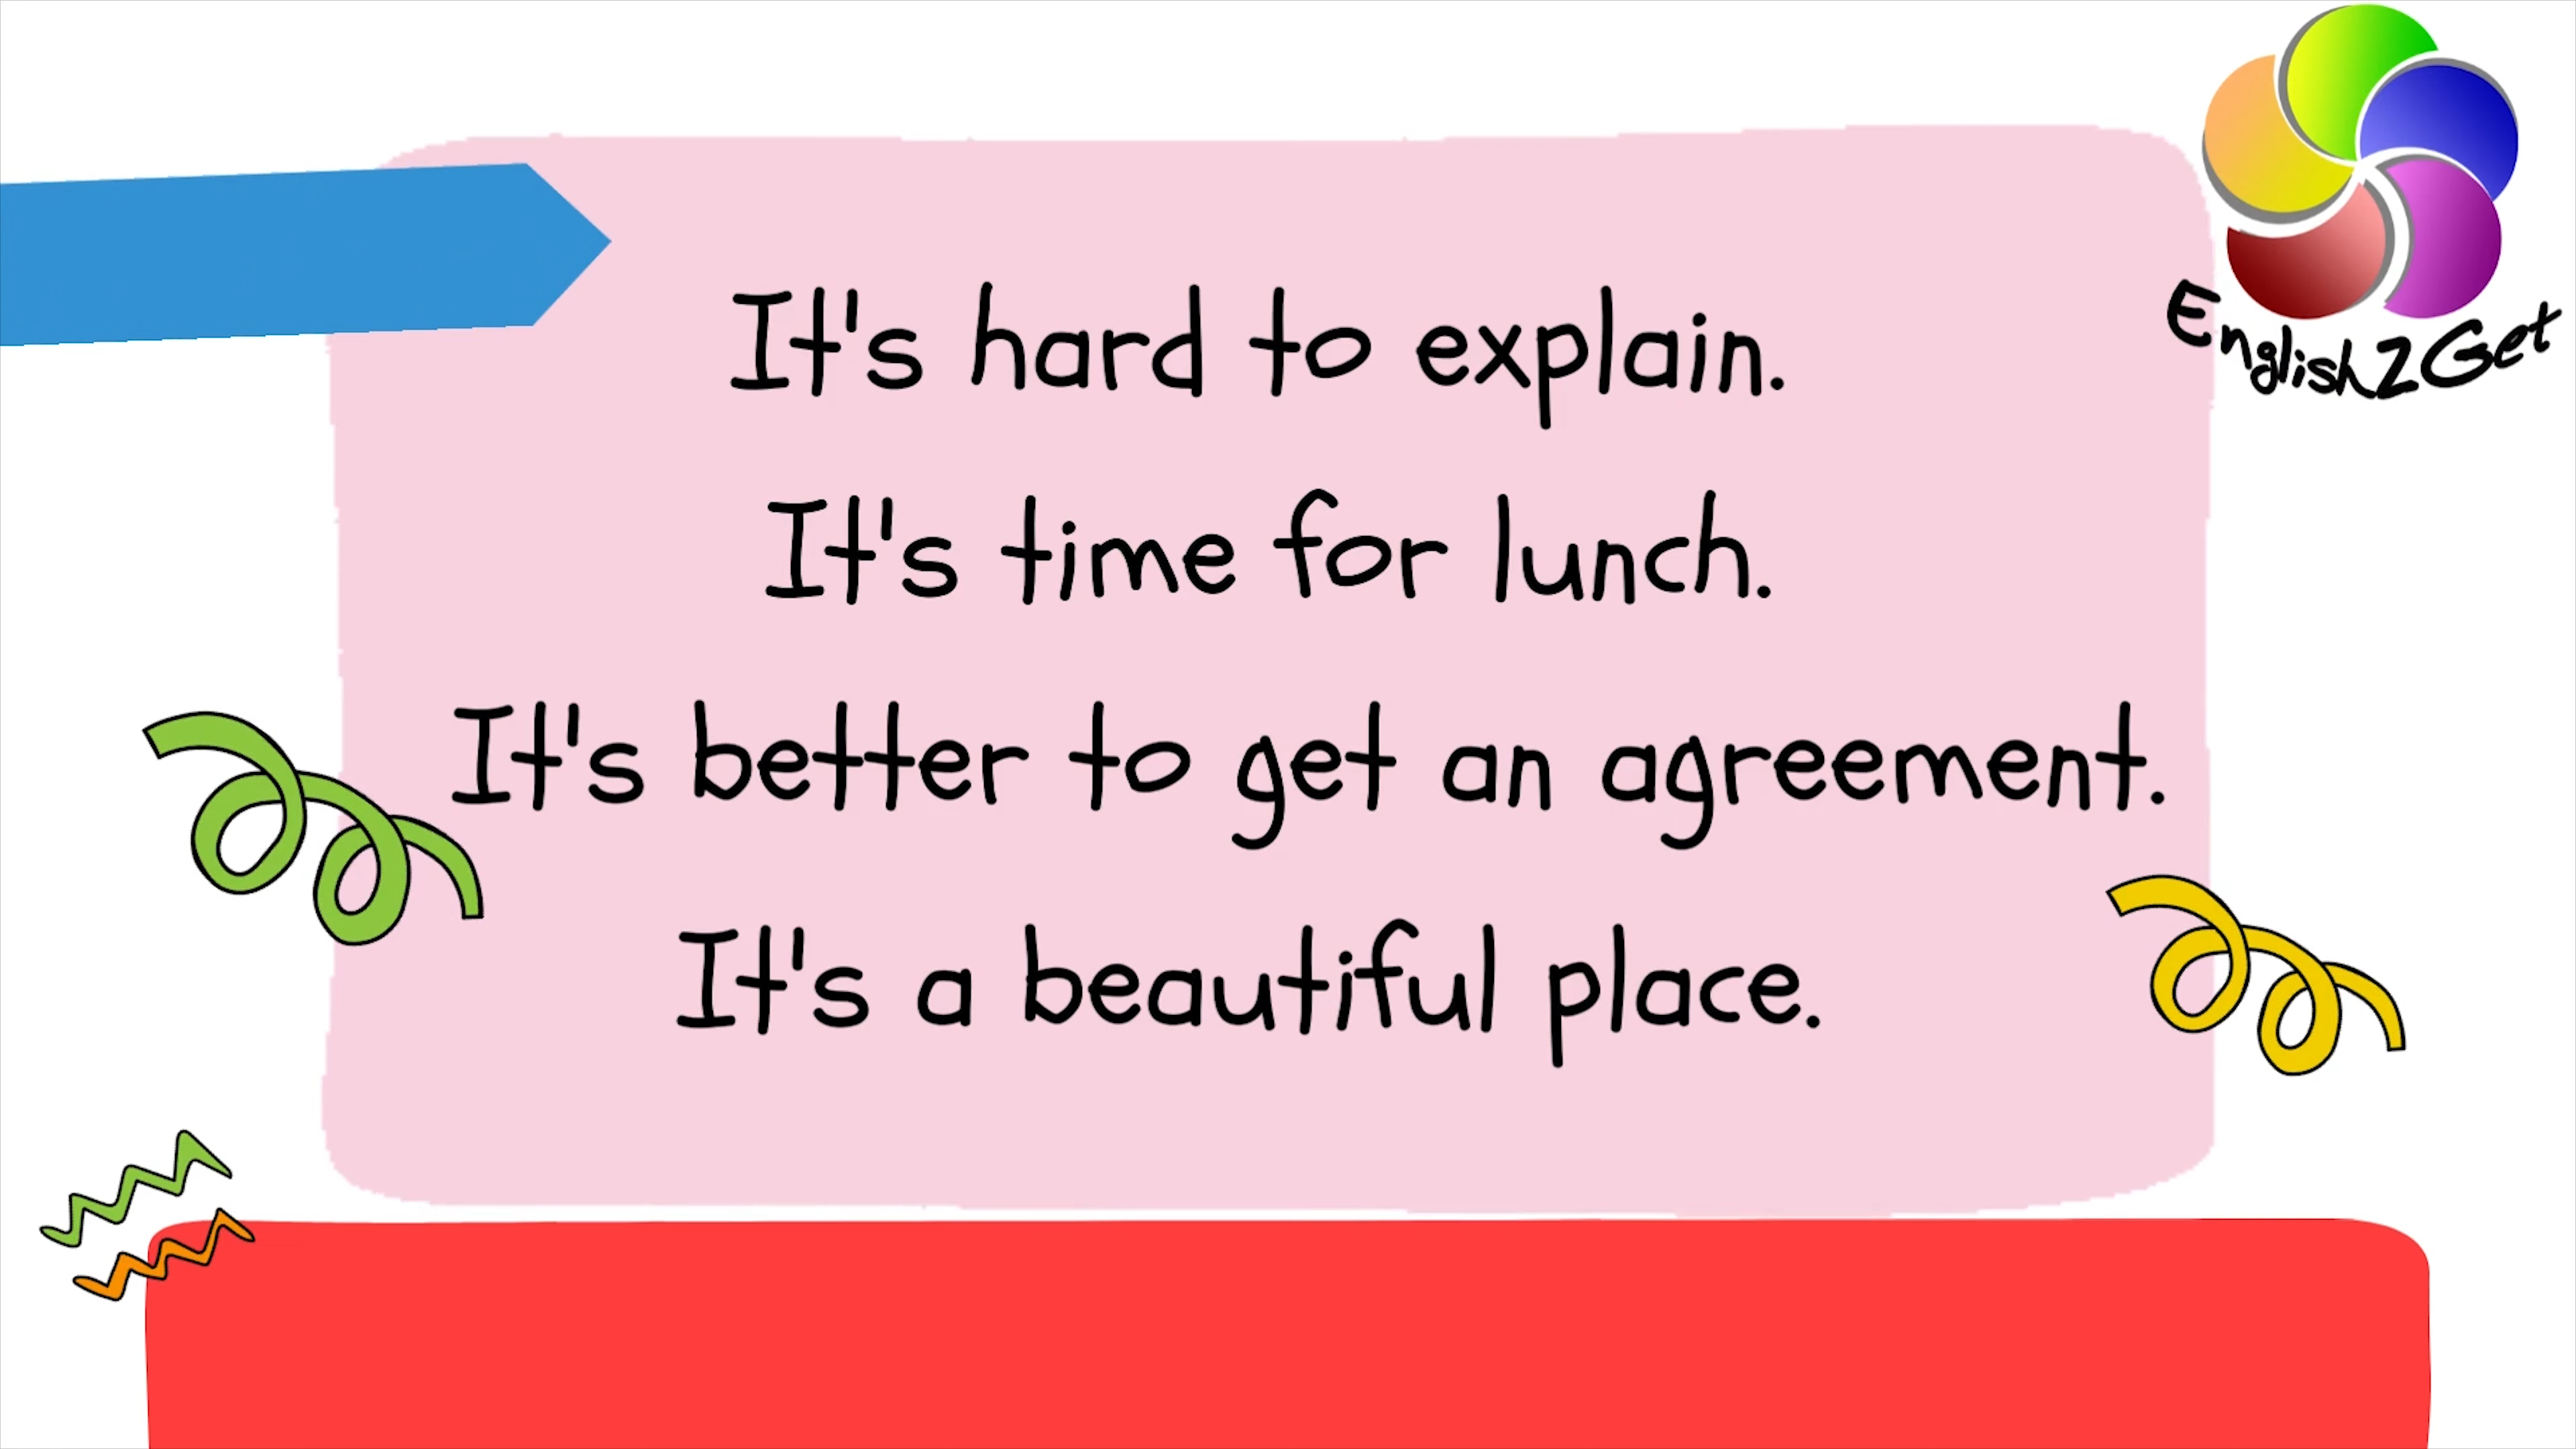 It's hard to explain.
It's time for lunch.
It's better to get an agreement.
It's a beautiful place.
English2Get